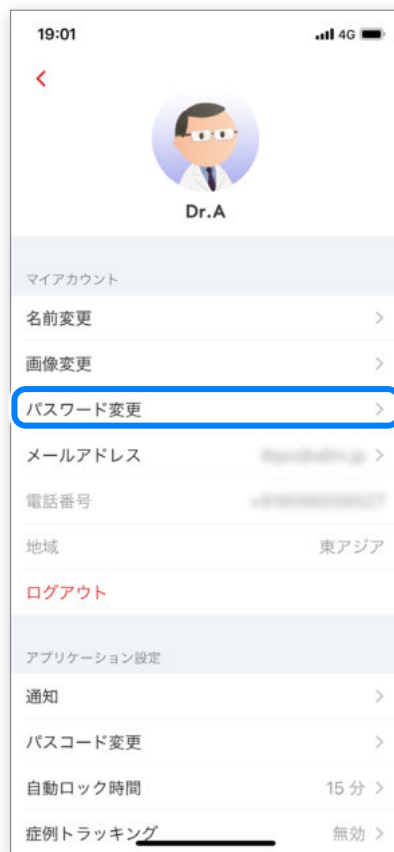 19:01
4G
Dr.A
マイアカウント
名前変更
画像変更
パスワード変更
メールアドレス
電話番号
地域 東アジア
ログアウト
アプリケーション設定
通知
パスコード変更
自動ロック時間 15 分
症例トラッキング 無効